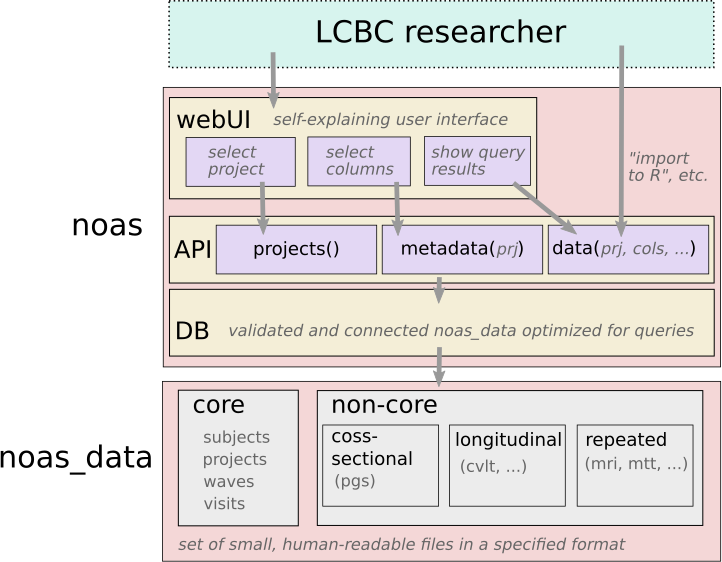 LCBC researcher
webUI self-explaining user interface
select
project
select
columns
show query
results
"import
to R", etc.
noas
API
projects()
metadata(prj)
data(prj, cols, ...)
DB validated and connected noas_data optimized for queries
noas_data
core
subjects
projects
waves
visits
non-core
coss-
sectional
(pgs)
longitudinal
(cvlt, ...)
repeated
(mri, mtt, ...)
set of small, human-readable files in a specified format